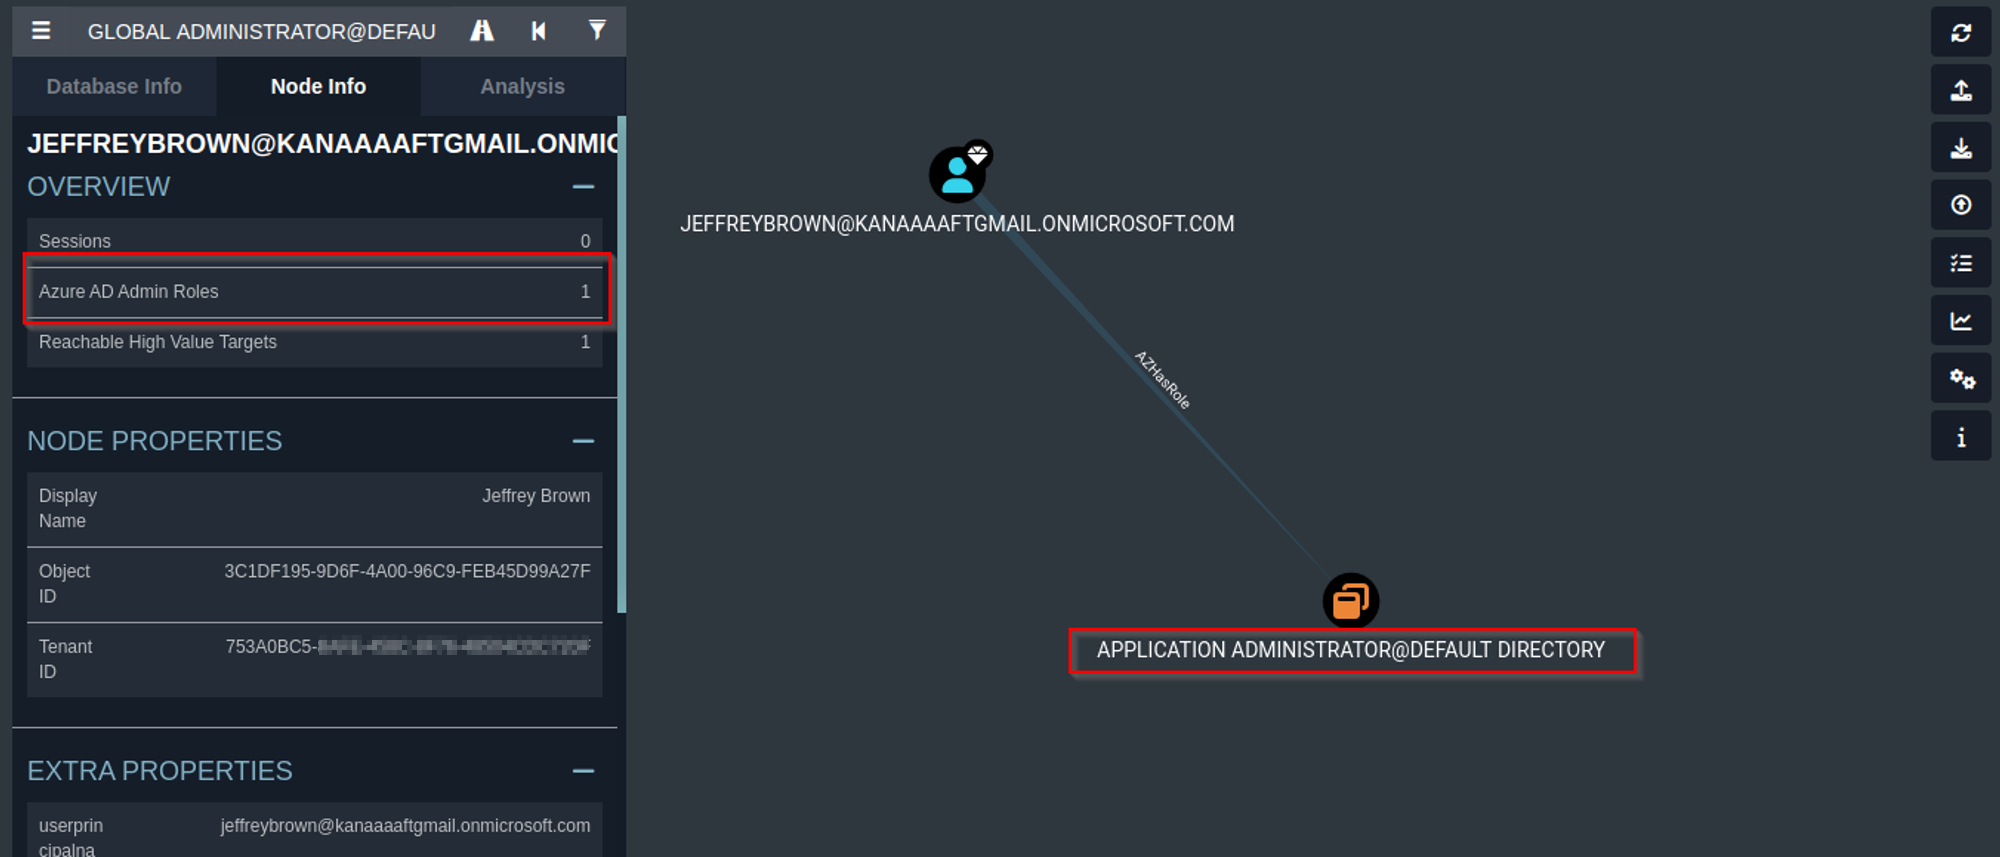 GLOBAL ADMINISTRATOR@DEFAU
Database Info
Node Info
Analysis
JEFFREYBROWN@KANAAAAFTGMAIL.ONMIC
OVERVIEW
Sessions 0
Azure AD Admin Roles 1
Reachable High Value Targets 1
NODE PROPERTIES
Display Name Jeffrey Brown
Object ID 3C1DF195-9D6F-4A00-96C9-FEB45D99A27F
Tenant ID 753A0BC5-
EXTRA PROPERTIES
userprin jeffreybrown@kanaaaaftgmail.onmicrosoft.com
cipalna
JEFFREYBROWN@KANAAAAFTGMAIL.ONMICROSOFT.COM
AZHasRole
APPLICATION ADMINISTRATOR@DEFAULT DIRECTORY